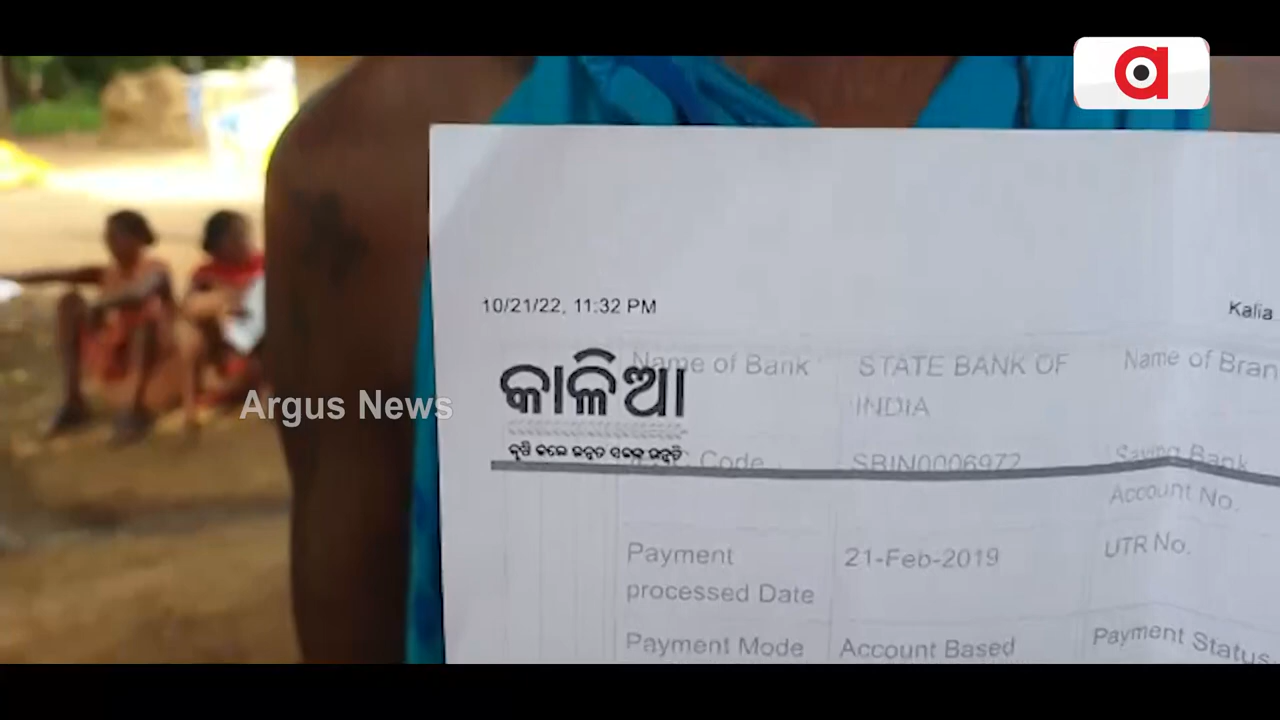 10/21/22, 11:32 PM Kalia
Name of Bank STATE BANK OF INDIA Name of Bran
କାଳିଆ
Argus News
Code SBIN0006972 Saving Bank Account No.
Payment processed Date 21-Feb-2019 UTR No.
Payment Mode Account Based Payment Status